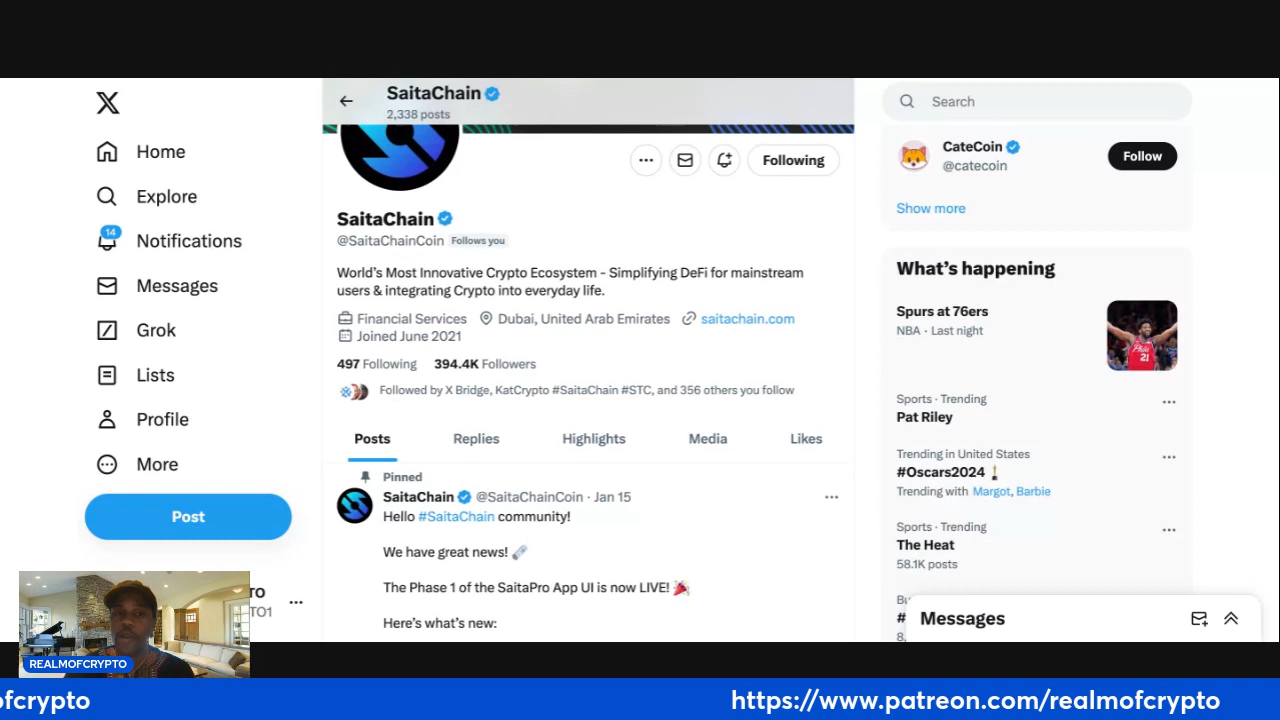 SaitaChain
2,338 posts
Search
Home
Explore
14
Notifications
Messages
Grok
Lists
Profile
More
Post
Following
SaitaChain
@SaitaChainCoin Follows you
World's Most Innovative Crypto Ecosystem - Simplifying DeFi for mainstream
users & integrating Crypto into everyday life.
Financial Services Dubai, United Arab Emirates saitachain.com
Joined June 2021
497 Following 394.4K Followers
Followed by X Bridge, KatCrypto #SaitaChain #STC, and 356 others you follow
Posts Replies Highlights Media Likes
Pinned
SaitaChain @SaitaChainCoin · Jan 15
Hello #SaitaChain community!
We have great news! 🗞️
The Phase 1 of the SaitaPro App UI is now LIVE! 🎉
Here's what's new:
CateCoin
@catecoin
Follow
Show more
What's happening
Spurs at 76ers
NBA · Last night
Sports · Trending
Pat Riley
Trending in United States
#Oscars2024
Trending with Margot, Barbie
Sports · Trending
The Heat
58.1K posts
Messages
TO
TO1
REALMOFCRYPTO
ofcrypto
https://www.patreon.com/realmofcrypto